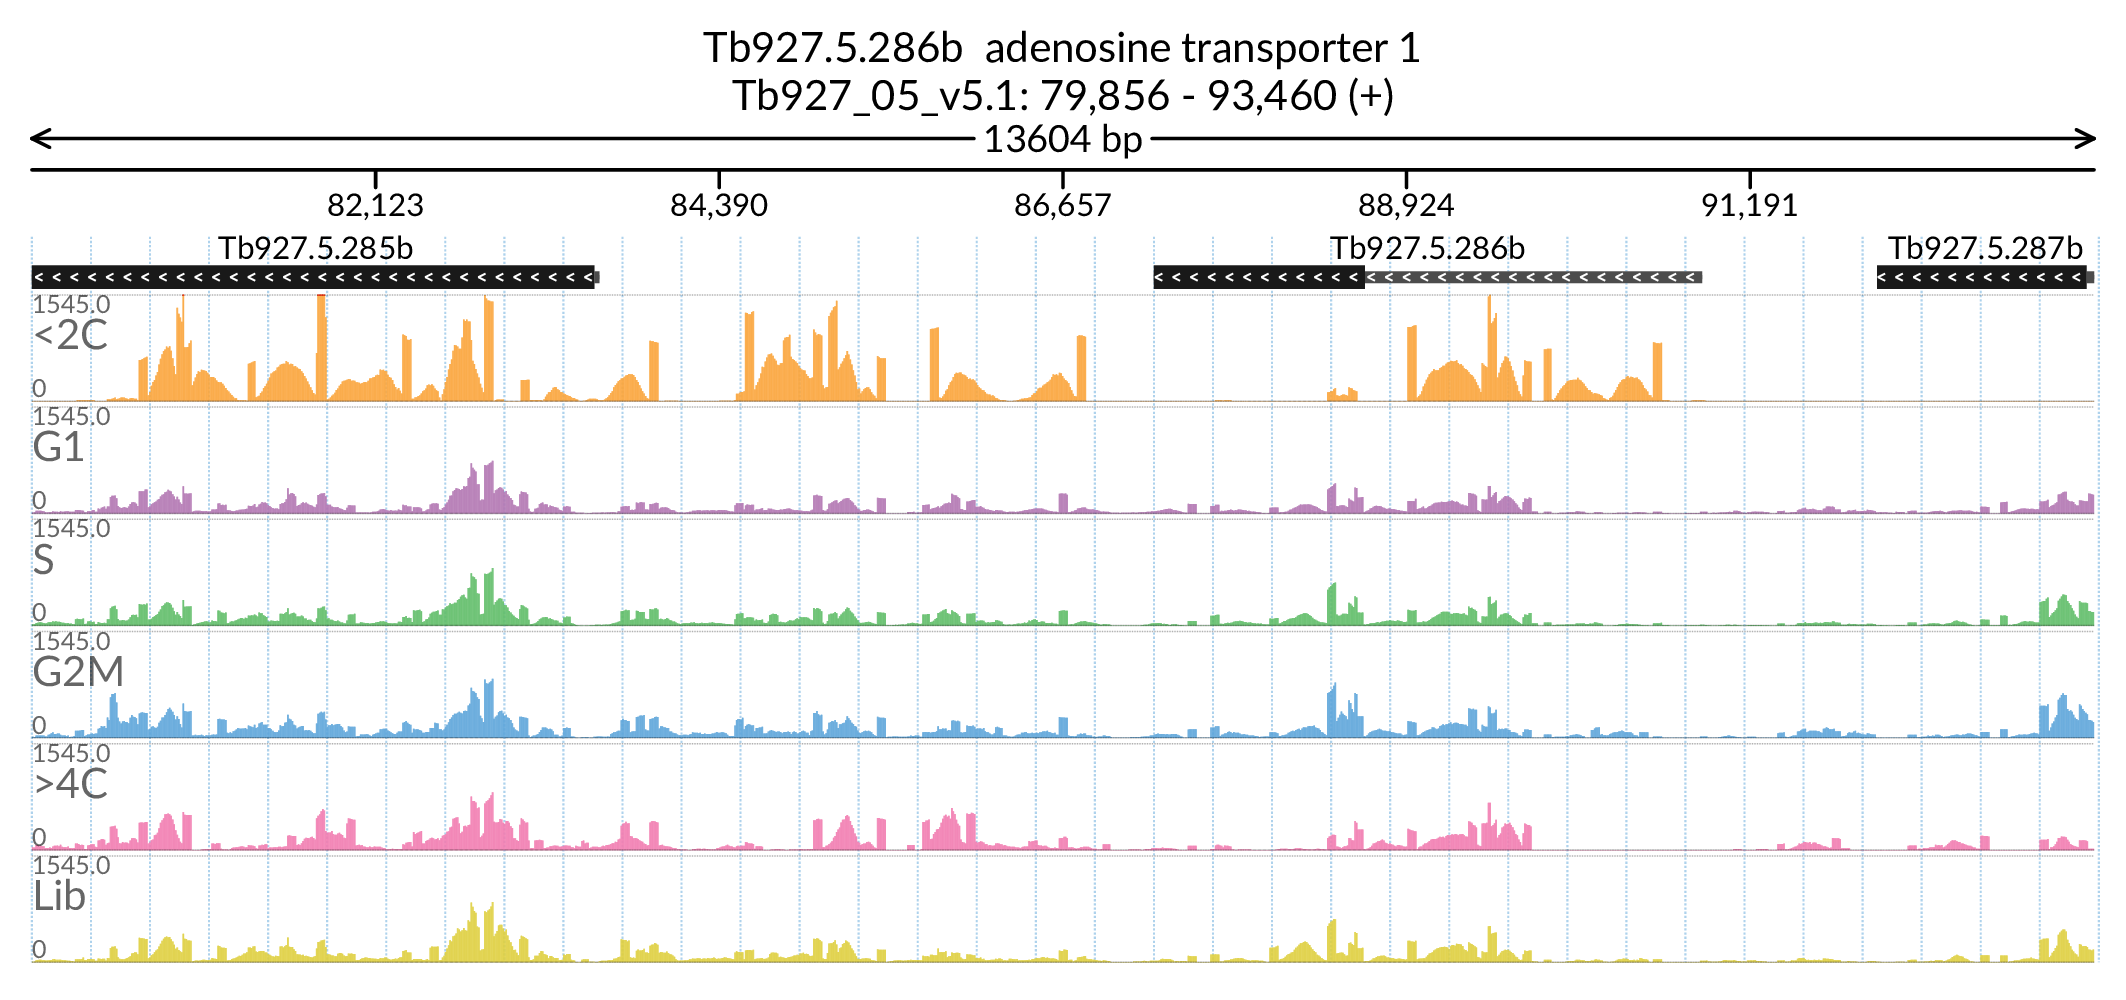 Tb927.5.286b  adenosine transporter 1
Tb927_05_v5.1: 79,856 - 93,460 (+)
13604 bp
82,123 84,390 86,657 88,924 91,191
Tb927.5.285b Tb927.5.286b Tb927.5.287b
1545.0
<2C
0
1545.0
G1
0
1545.0
S
0
1545.0
G2M
0
1545.0
>4C
0
1545.0
Lib
0